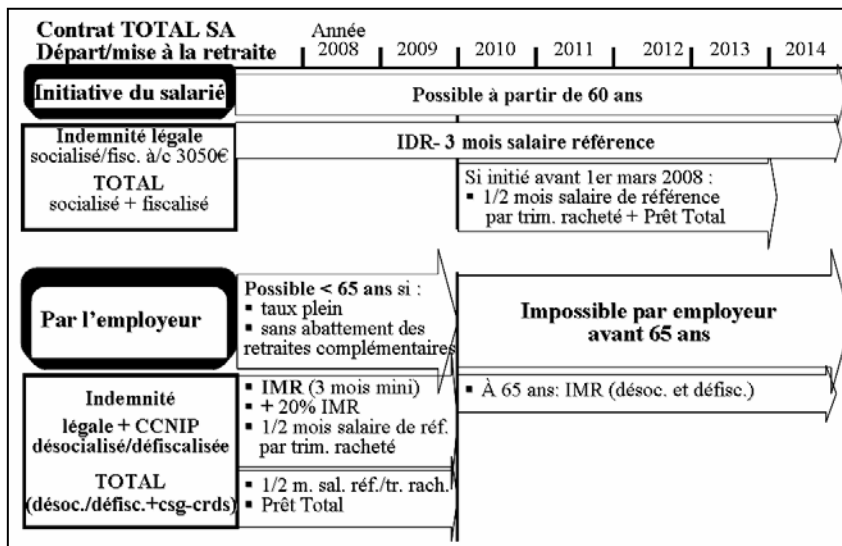 Contrat TOTAL SA
Départ/mise à la retraite
Année
2008 2009 2010 2011 2012 2013 2014
Initiative du salarié
Possible à partir de 60 ans
Indemnité légale
socialisé/fisc. à/c 3050€
TOTAL
socialisé + fiscalisé
IDR- 3 mois salaire référence
Si initié avant 1er mars 2008 :
▪ 1/2 mois salaire de référence
par trim. racheté + Prêt Total
Par l'employeur
Possible < 65 ans si :
▪ taux plein
▪ sans abattement des
retraites complémentaires
Impossible par employeur
avant 65 ans
Indemnité
légale + CCNIP
désocialisé/défiscalisée
TOTAL
(désoc./défisc.+csg-crds)
▪ IMR (3 mois mini)
▪ + 20% IMR
▪ 1/2 mois salaire de réf.
par trim. racheté
▪ 1/2 m. sal. réf./tr. rach.
▪ Prêt Total
▪ À 65 ans: IMR (désoc. et défisc.)